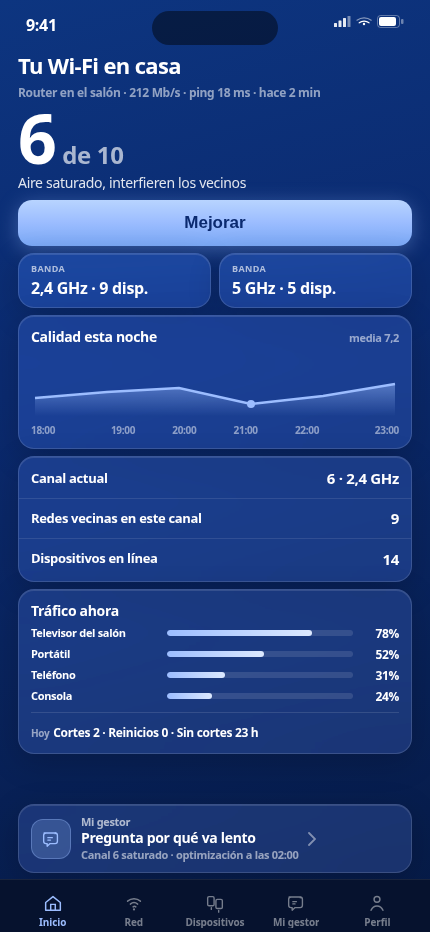 9:41
Tu Wi-Fi en casa
Router en el salón · 212 Mb/s · ping 18 ms · hace 2 min
6 de 10
Aire saturado, interfieren los vecinos
Mejorar
BANDA
2,4 GHz · 9 disp.
BANDA
5 GHz · 5 disp.
Calidad esta noche
media 7,2
18:00 19:00 20:00 21:00 22:00 23:00
Canal actual
6 · 2,4 GHz
Redes vecinas en este canal
9
Dispositivos en línea
14
Tráfico ahora
Televisor del salón
78%
Portátil
52%
Teléfono
31%
Consola
24%
Hoy Cortes 2 · Reinicios 0 · Sin cortes 23 h
Mi gestor
Pregunta por qué va lento
Canal 6 saturado · optimización a las 02:00
Inicio
Red
Dispositivos
Mi gestor
Perfil